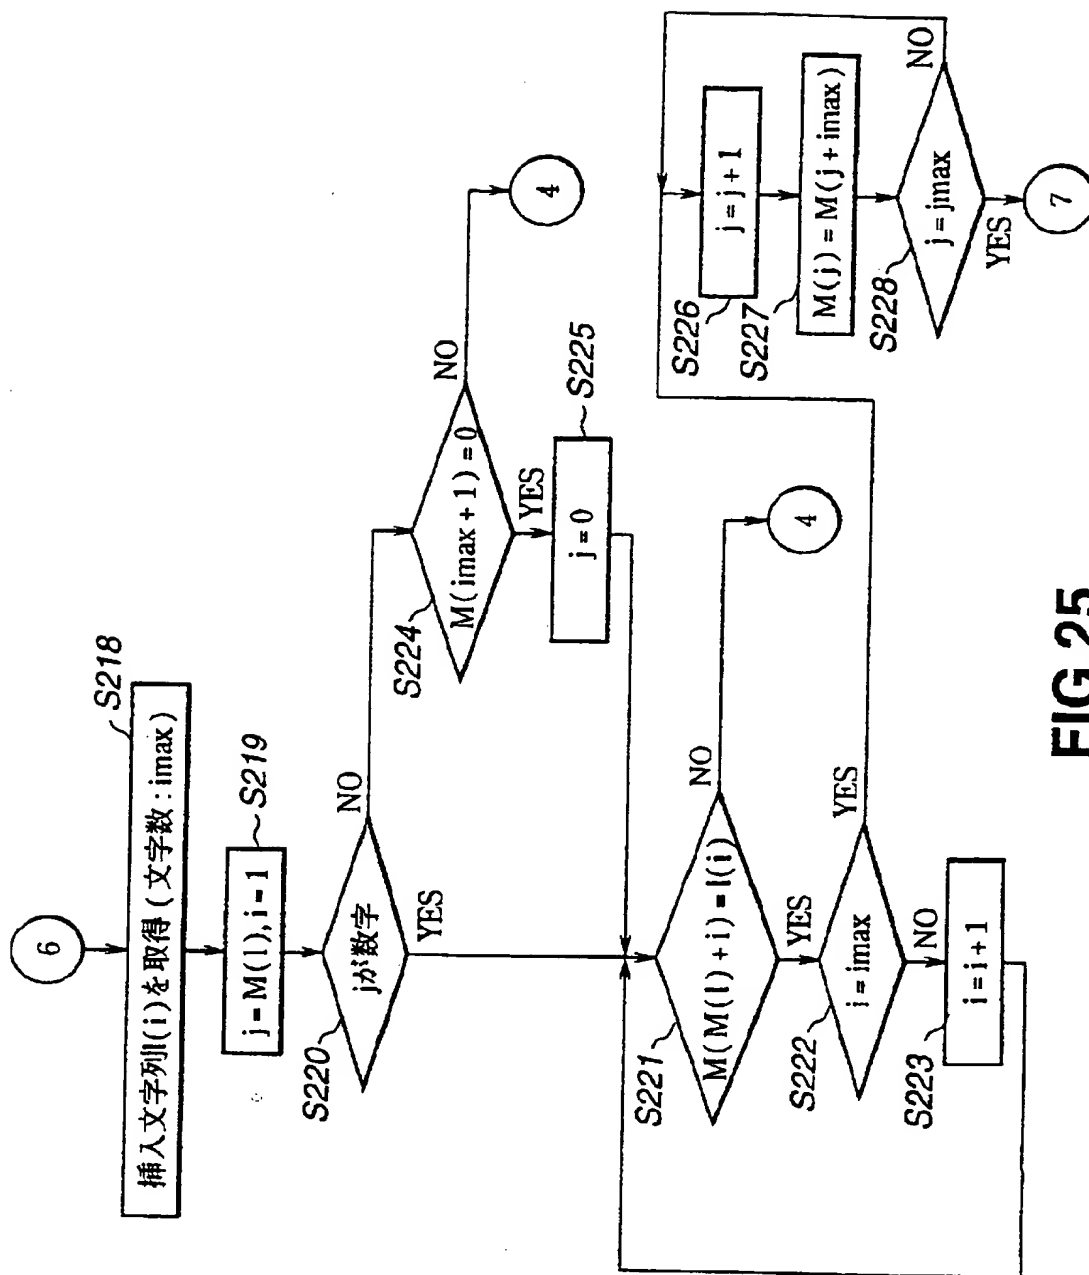 6
S218
挿入文字列I(i)を取得 (文字数:imax)
S219
j=M(1), i=1
S220
jが数字
NO
YES
S224
M(imax+1)=0
NO
4
YES
S225
j=0
S221
M(M(1)+i)=I(i)
NO
4
YES
S222
i=imax
YES
NO
S223
i=i+1
S226
j=j+1
S227
M(j)=M(j+imax)
S228
j=jmax
NO
YES
7
FIG.25